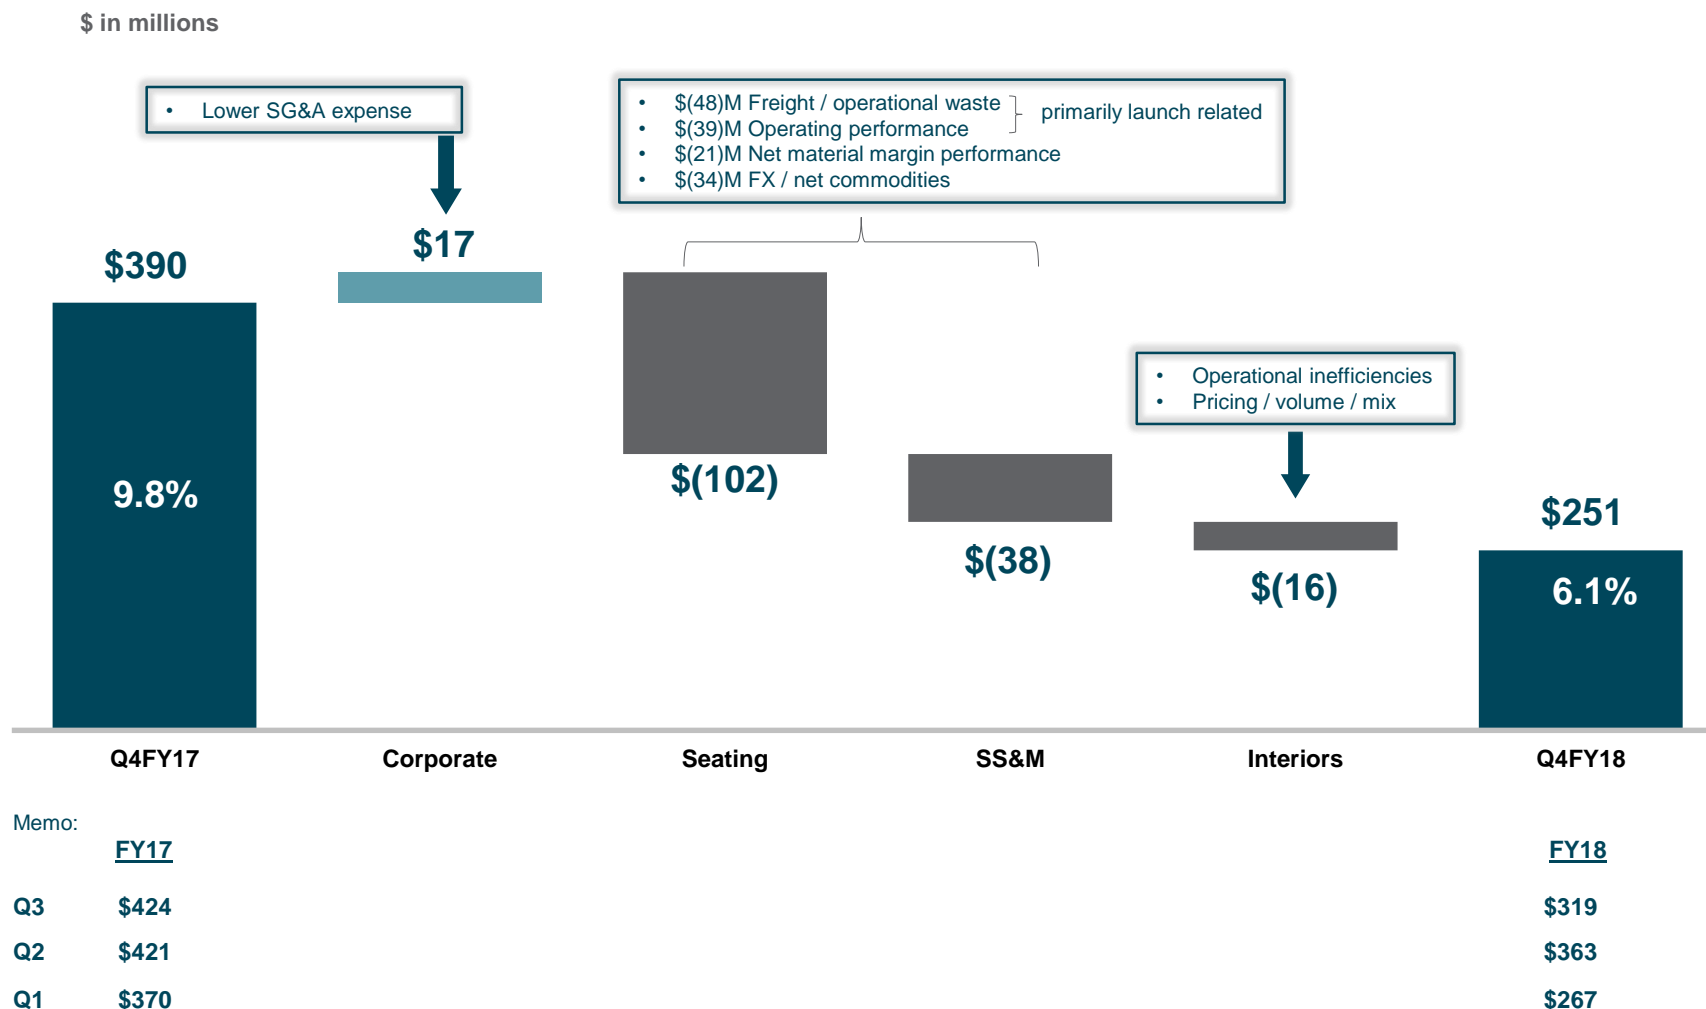 $ in millions
• Lower SG&A expense
• $(48)M Freight / operational waste
• $(39)M Operating performance
primarily launch related
• $(21)M Net material margin performance
• $(34)M FX / net commodities
$390
$17
9.8%
$(102)
$(38)
• Operational inefficiencies
• Pricing / volume / mix
$(16)
$251
6.1%
Q4FY17 Corporate Seating SS&M Interiors Q4FY18
Memo:
FY17 FY18
Q3 $424 $319
Q2 $421 $363
Q1 $370 $267